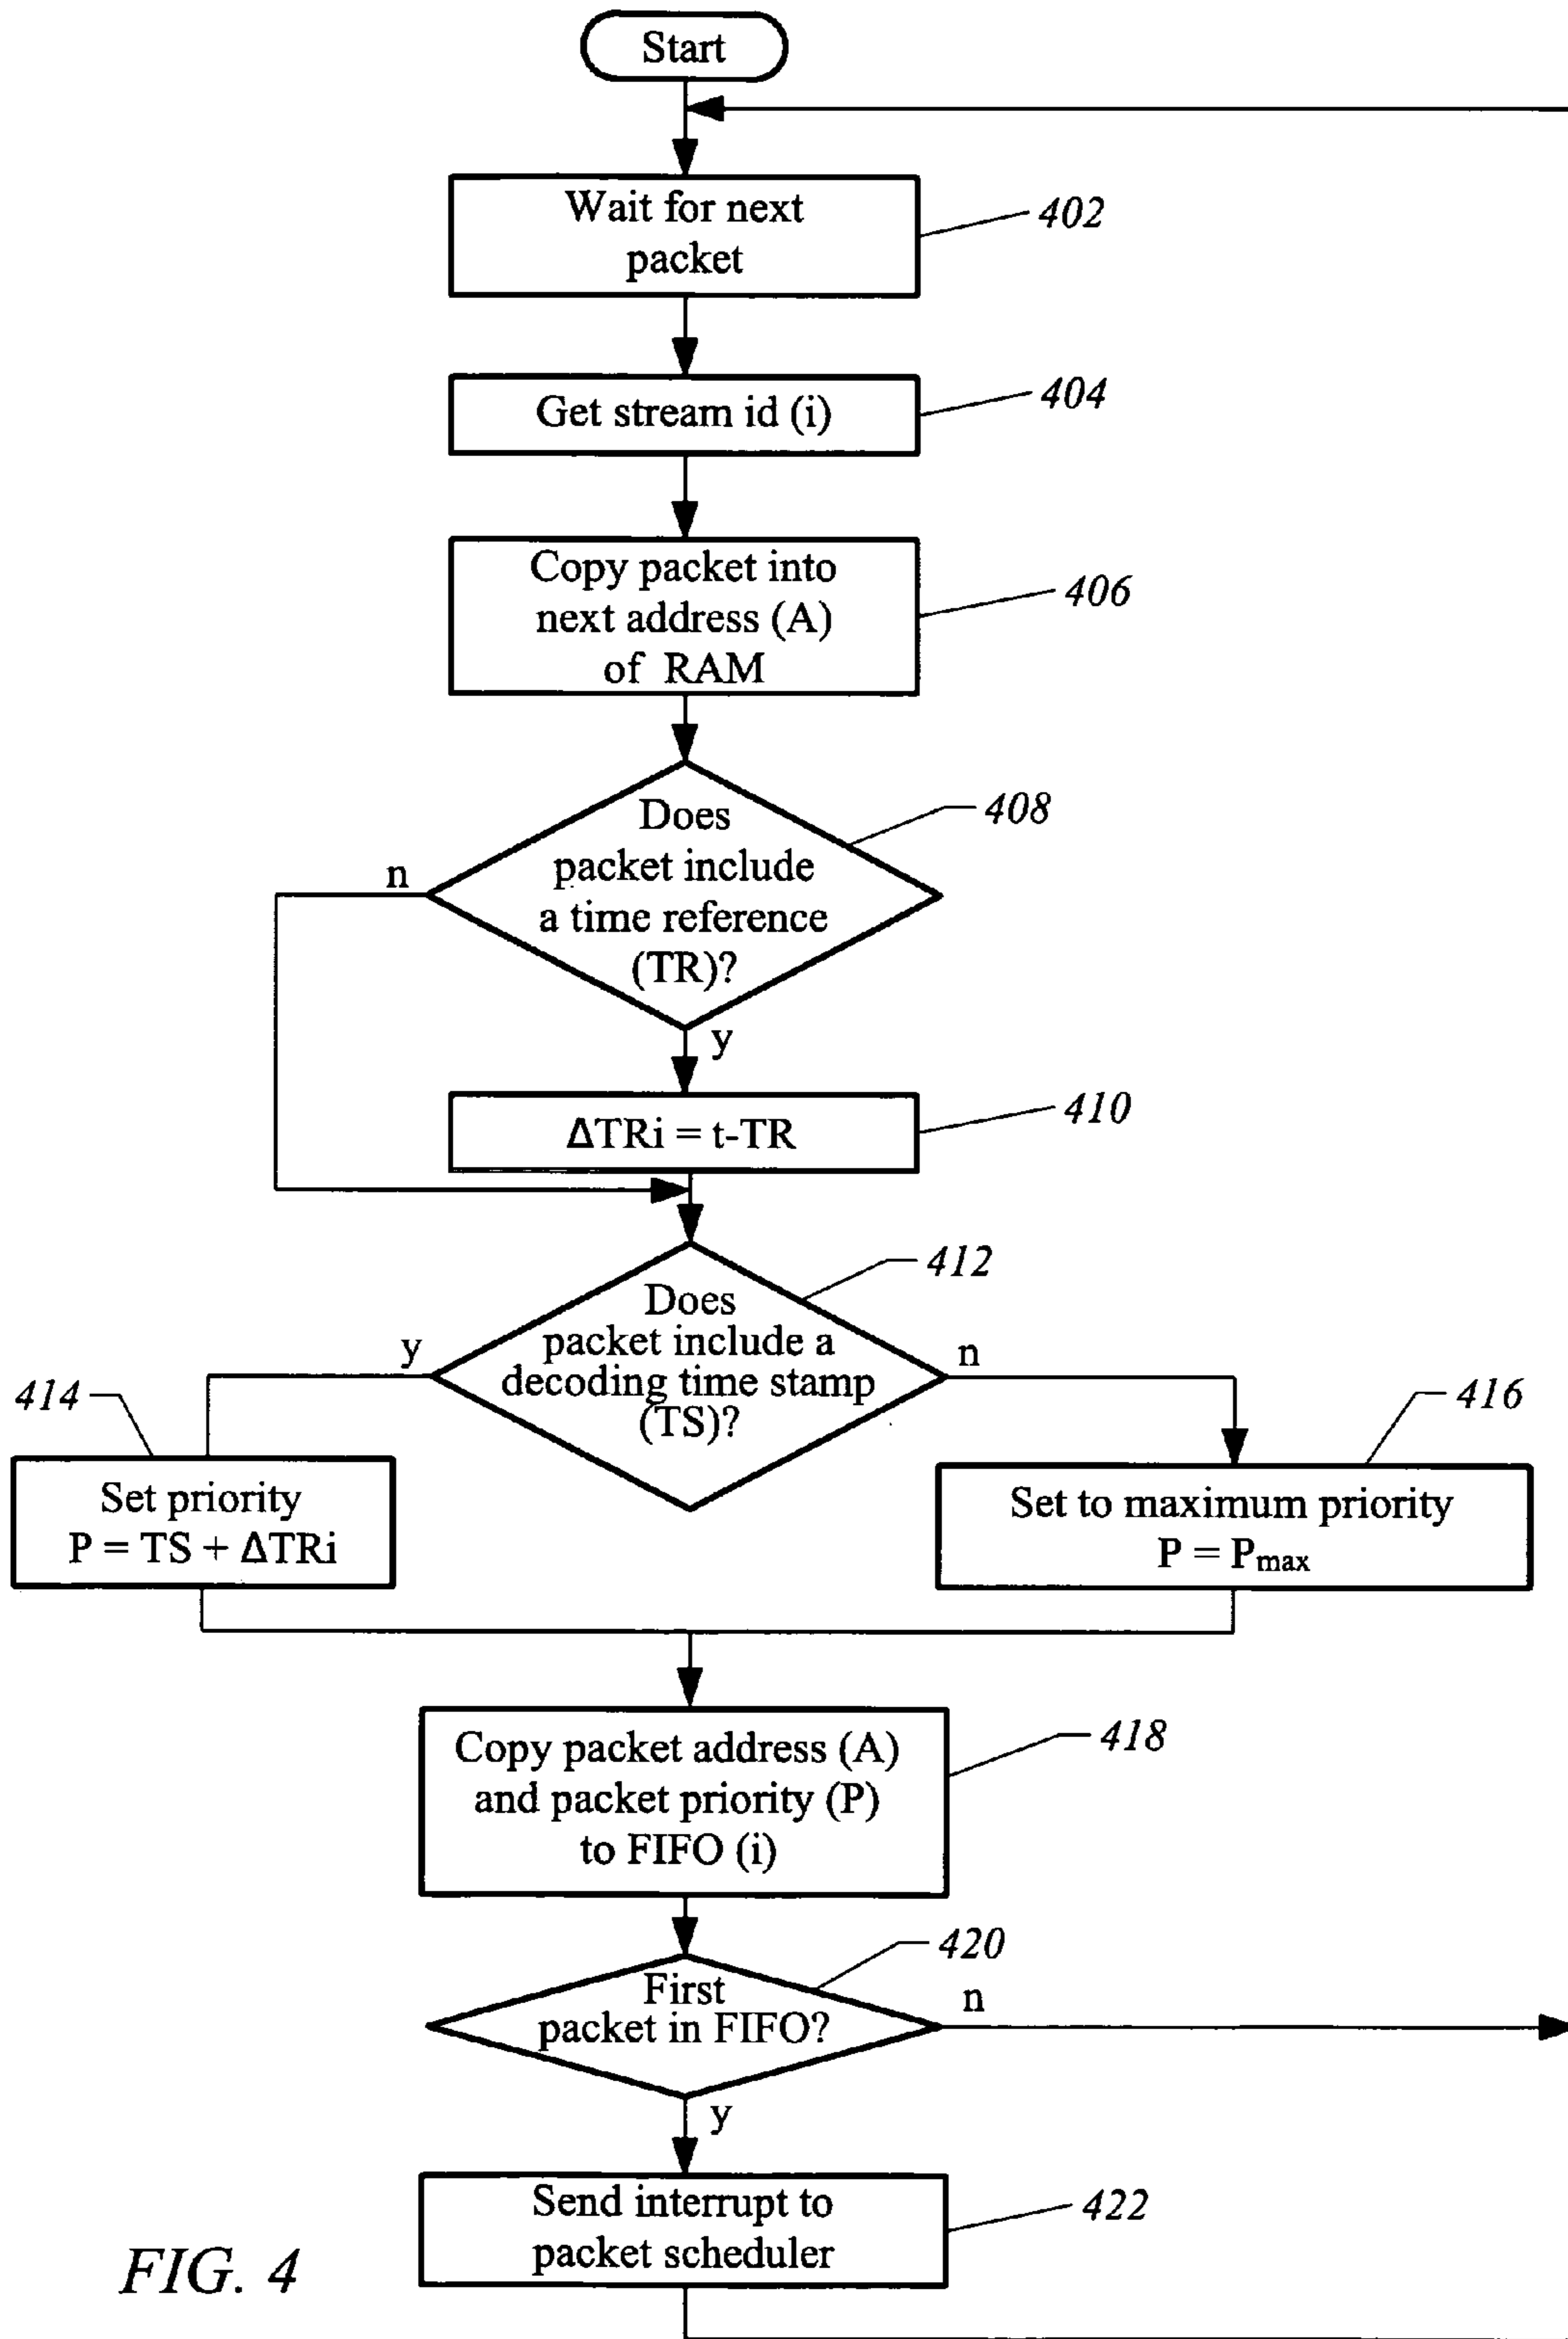 Start
Wait for next
packet
402
Get stream id (i)
404
Copy packet into
next address (A)
of RAM
406
Does
packet include
a time reference
(TR)?
408
n
y
ΔTRi = t-TR
410
Does
packet include a
decoding time stamp
(TS)?
412
y
n
414
Set priority
P = TS + ΔTRi
416
Set to maximum priority
P = Pmax
Copy packet address (A)
and packet priority (P)
to FIFO (i)
418
First
packet in FIFO?
420
n
y
Send interrupt to
packet scheduler
422
FIG. 4